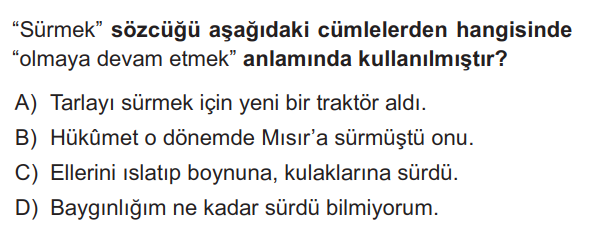 “Sürmek” sözcüğü aşağıdaki cümlelerden hangisinde
“olmaya devam etmek” anlamında kullanılmıştır?
A) Tarlayı sürmek için yeni bir traktör aldı.
B) Hükûmet o dönemde Mısır’a sürmüştü onu.
C) Ellerini ıslatıp boynuna, kulaklarına sürdü.
D) Baygınlığım ne kadar sürdü bilmiyorum.